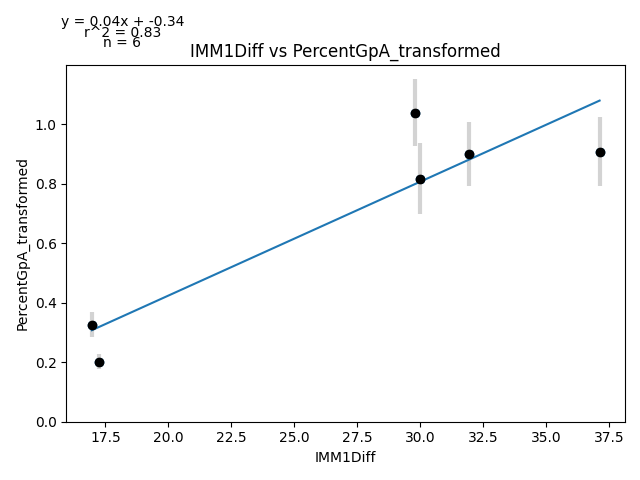 y = 0.04x + -0.34
r^2 = 0.83
n = 6
IMM1Diff vs PercentGpA_transformed
PercentGpA_transformed
1.0
0.8
0.6
0.4
0.2
0.0
17.5 20.0 22.5 25.0 27.5 30.0 32.5 35.0 37.5
IMM1Diff